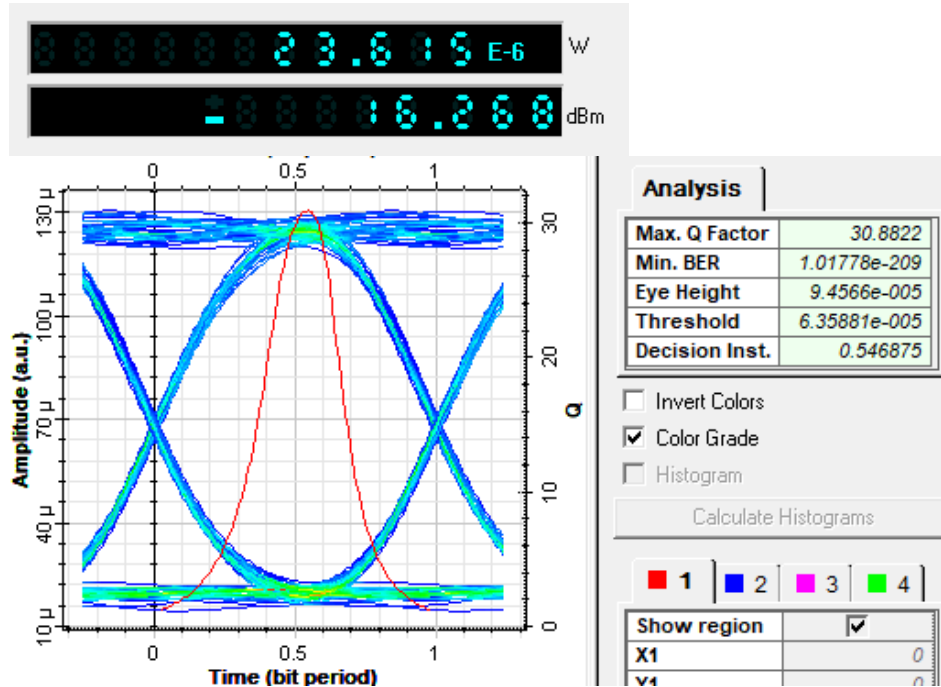 23.615 E-6 W
- 16.268 dBm
0 0.5 1
130 µ
100 µ
70 µ
40 µ
10 µ
Amplitude (a.u.)
30
20
10
0
Q
0 0.5 1
Time (bit period)
Analysis
Max. Q Factor 30.8822
Min. BER 1.01778e-209
Eye Height 9.4566e-005
Threshold 6.35881e-005
Decision Inst. 0.546875
Invert Colors
Color Grade
Histogram
Calculate Histograms
1 2 3 4
Show region
X1 0
Y1 0